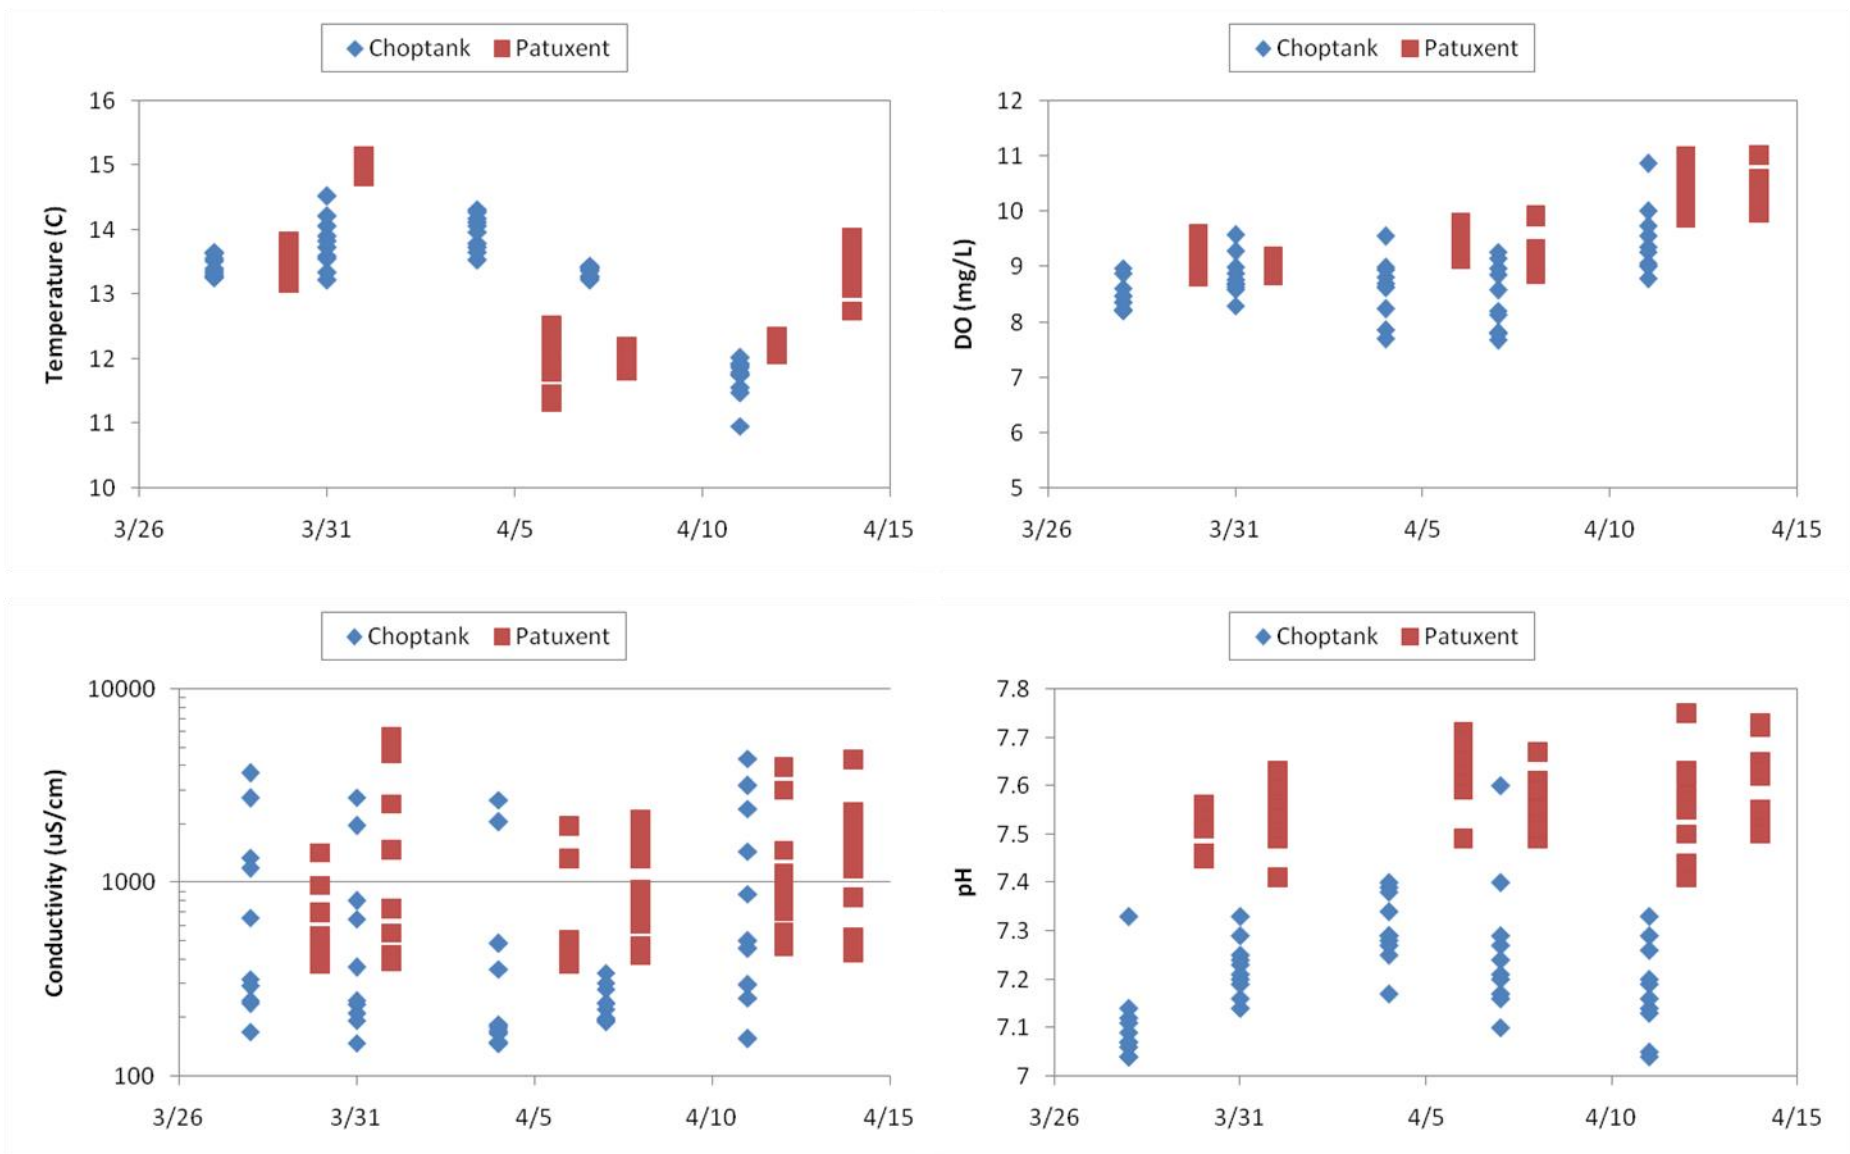 Choptank Patuxent
Temperature (C)
16
15
14
13
12
11
10
3/26 3/31 4/5 4/10 4/15
Choptank Patuxent
DO (mg/L)
12
11
10
9
8
7
6
5
3/26 3/31 4/5 4/10 4/15
Choptank Patuxent
Conductivity (uS/cm)
10000
1000
100
3/26 3/31 4/5 4/10 4/15
Choptank Patuxent
pH
7.8
7.7
7.6
7.5
7.4
7.3
7.2
7.1
7
3/26 3/31 4/5 4/10 4/15